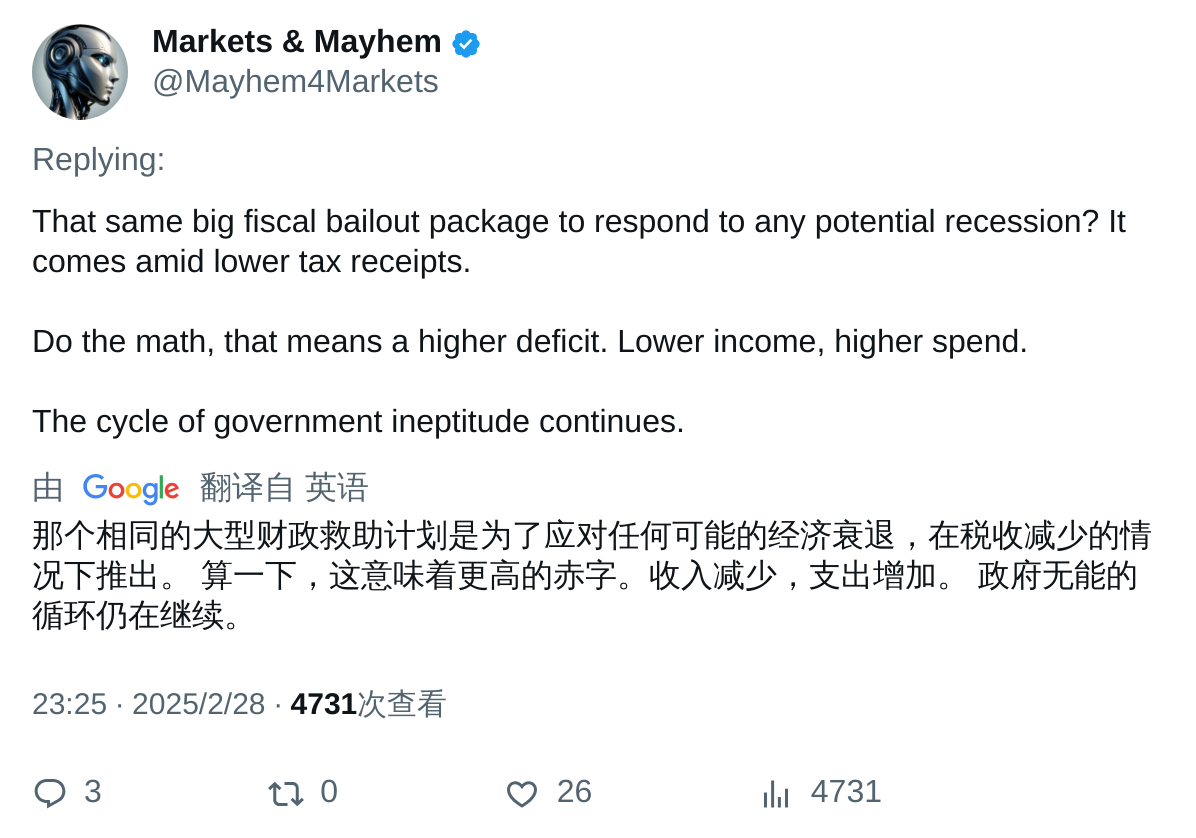 Markets & Mayhem
@Mayhem4Markets
Replying:
That same big fiscal bailout package to respond to any potential recession? It
comes amid lower tax receipts.
Do the math, that means a higher deficit. Lower income, higher spend.
The cycle of government ineptitude continues.
由 Google 翻译自 英语
那个相同的大型财政救助计划是为了应对任何可能的经济衰退，在税收减少的情
况下推出。 算一下，这意味着更高的赤字。收入减少，支出增加。 政府无能的
循环仍在继续。
23:25 · 2025/2/28 · 4731次查看
3 0 26 4731